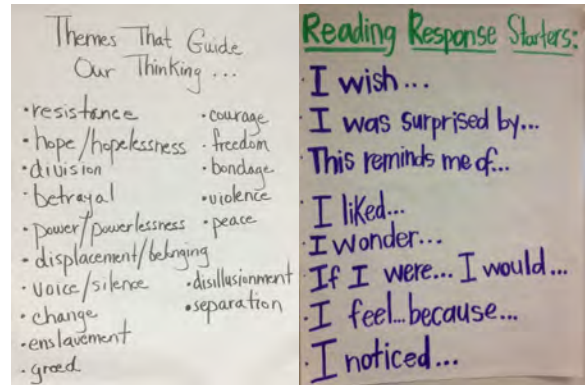 Themes That Guide
Our Thinking ...
•resistance
•hope/hopelessness
•division
•betrayal
•power/powerlessness
•displacement/belonging
•voice/silence
•change
•enslavement
•greed
•courage
•freedom
•bondage
•violence
•peace
•disillusionment
•separation
Reading Response Starters:
•I wish...
•I was surprised by...
•This reminds me of...
•I liked...
•I wonder...
•If I were... I would...
•I feel...because...
•I noticed...